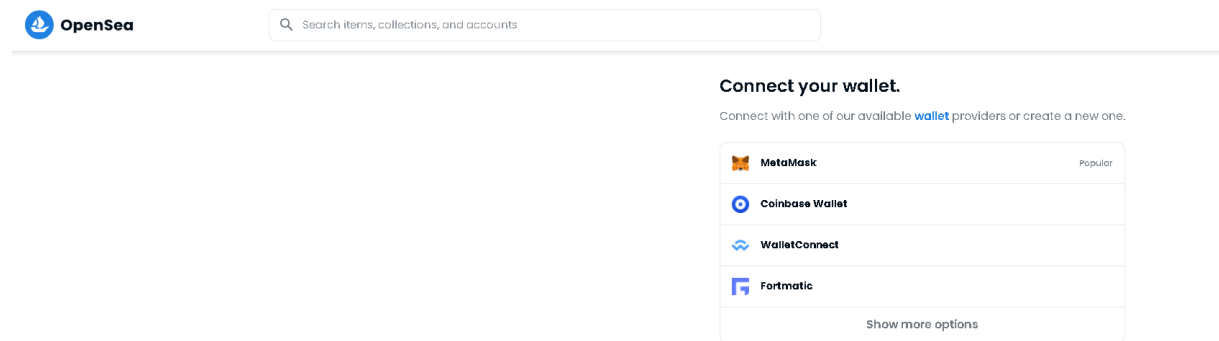 OpenSea
Search items, collections, and accounts
Connect your wallet.
Connect with one of our available wallet providers or create a new one.
MetaMask Popular
Coinbase Wallet
WalletConnect
Fortmatic
Show more options